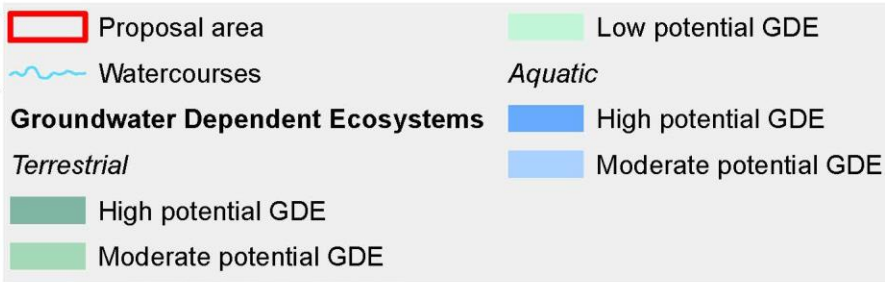 Proposal area
Watercourses
Groundwater Dependent Ecosystems
Terrestrial
High potential GDE
Moderate potential GDE
Low potential GDE
Aquatic
High potential GDE
Moderate potential GDE